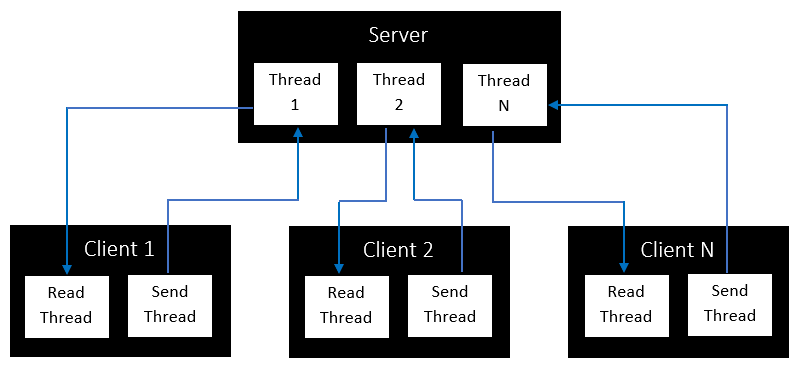 Server
Thread
1
Thread
2
Thread
N
Client 1
Read
Thread
Send
Thread
Client 2
Read
Thread
Send
Thread
Client N
Read
Thread
Send
Thread